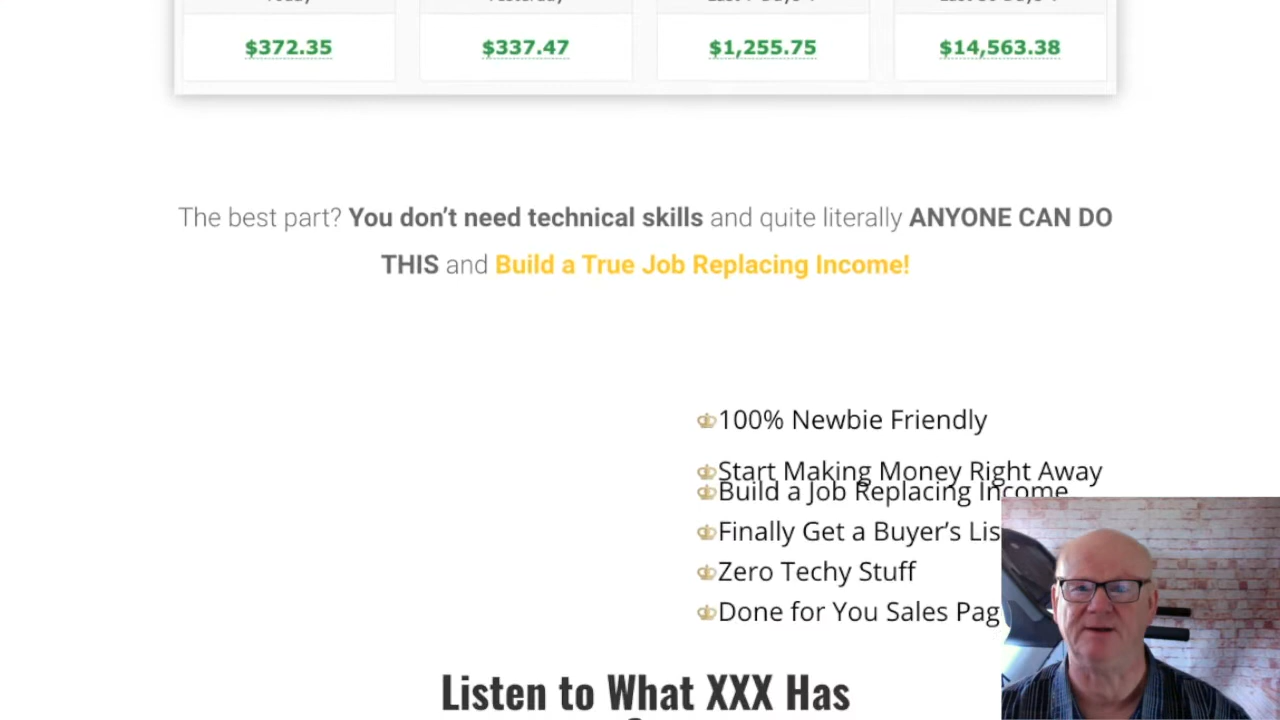 $372.35 $337.47 $1,255.75 $14,563.38
The best part? You don’t need technical skills and quite literally ANYONE CAN DO
THIS and Build a True Job Replacing Income!
100% Newbie Friendly
Start Making Money Right Away
Build a Job Replacing Income
Finally Get a Buyer’s Lis
Zero Techy Stuff
Done for You Sales Pag
Listen to What XXX Has